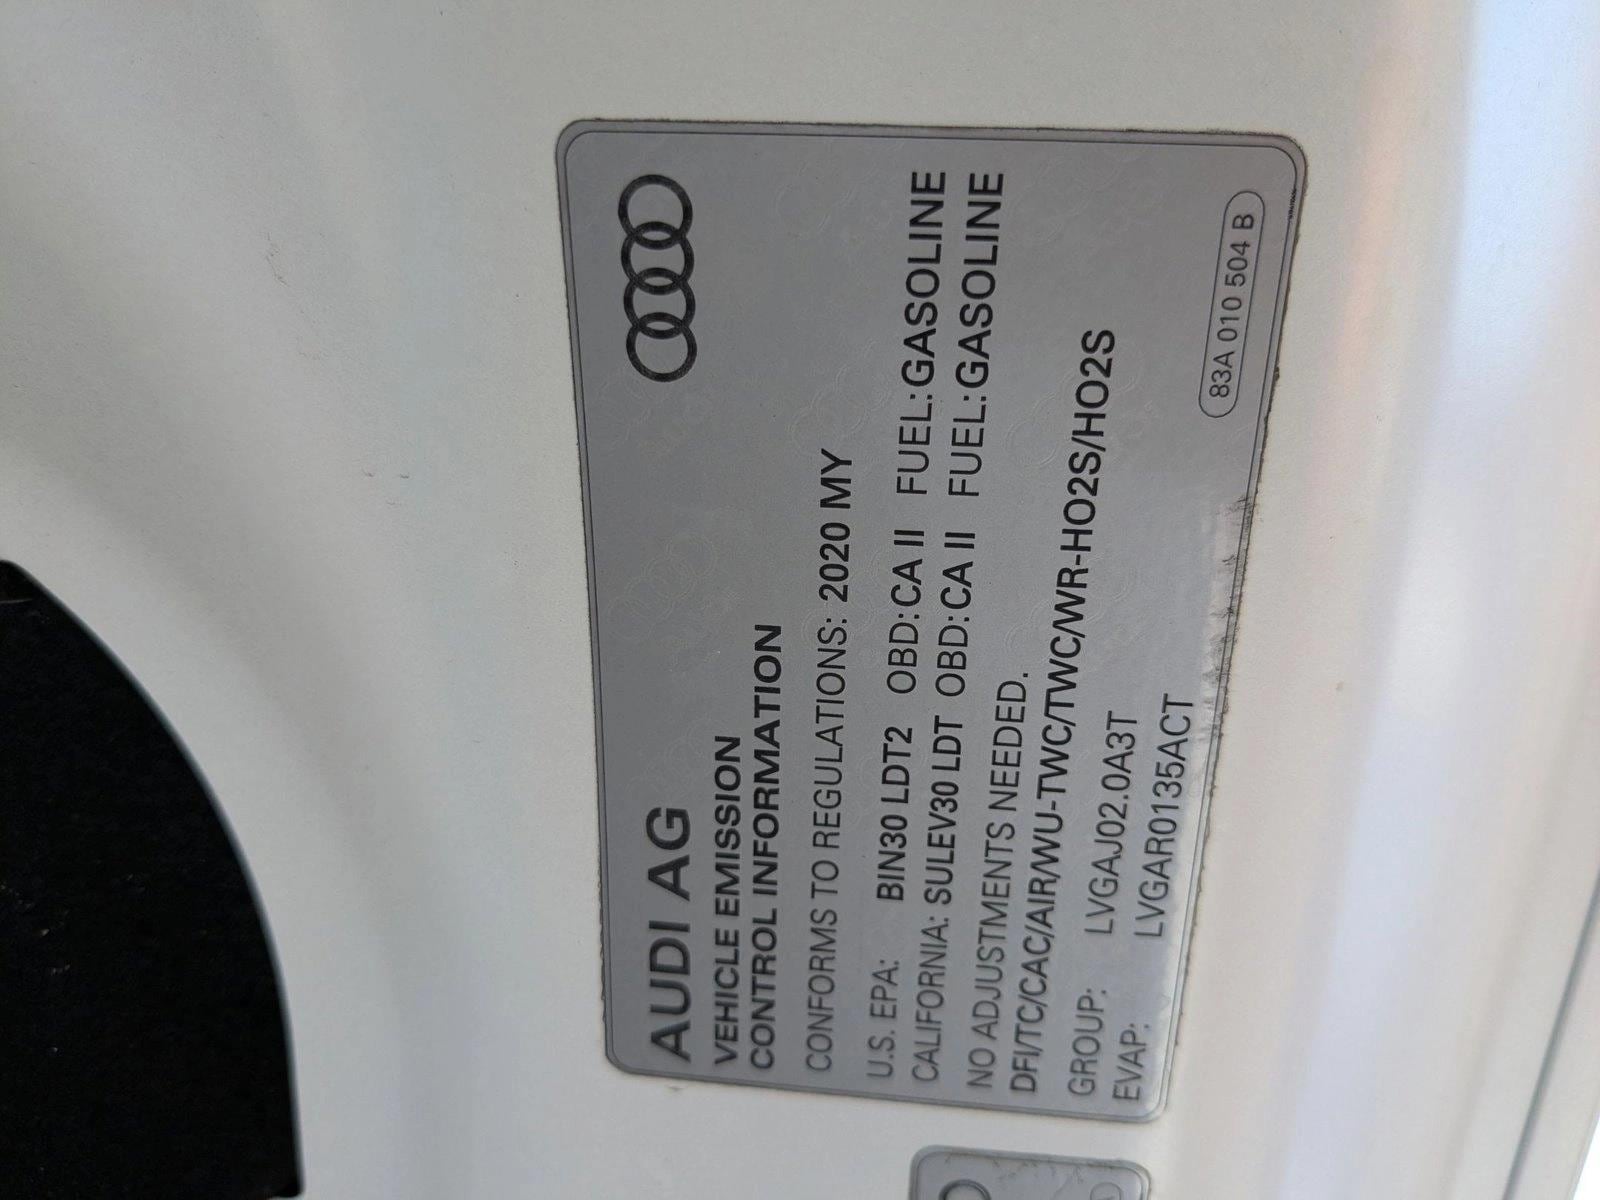 AUDI AG
VEHICLE EMISSION
CONTROL INFORMATION
CONFORMS TO REGULATIONS: 2020 MY
U.S. EPA: BIN30 LDT2 OBD: CA II FUEL: GASOLINE
CALIFORNIA: SULEV30 LDT OBD: CA II FUEL: GASOLINE
NO ADJUSTMENTS NEEDED.
DFI/TC/CAC/AIR/WU-TWC/TWC/WR-HO2S/HO2S
GROUP: LVGAJ02.0A3T
EVAP: LVGAR0135ACT
83A 010 504 B